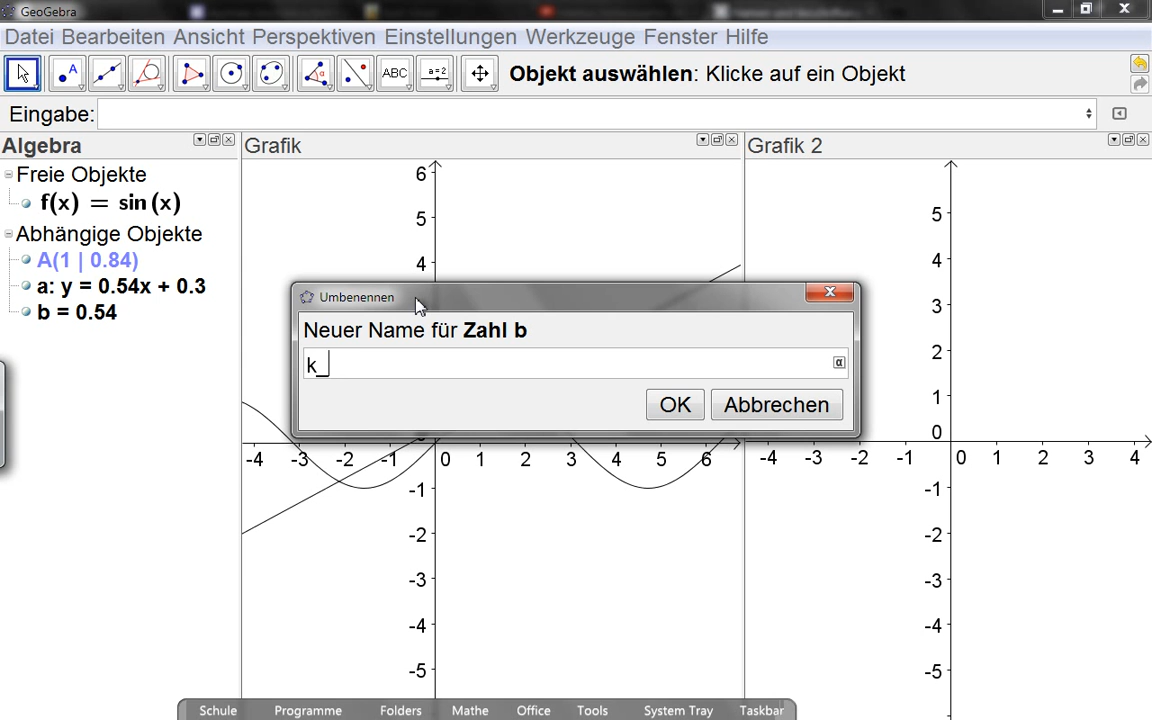 GeoGebra
Datei Bearbeiten Ansicht Perspektiven Einstellungen Werkzeuge Fenster Hilfe
A ABC a=2 Objekt auswählen: Klicke auf ein Objekt
Eingabe:
Algebra
Freie Objekte
f(x) = sin (x)
Abhängige Objekte
A(1 | 0.84)
a: y = 0.54x + 0.3
b = 0.54
Grafik
6
5
4
-4 -3 -2 -1 0 1 2 3 4 5 6
-1
-2
-3
-4
-5
Umbenennen
Neuer Name für Zahl b
k_
α
OK Abbrechen
Grafik 2
5
4
3
2
1
0
-4 -3 -2 -1 0 1 2 3 4
-1
-2
-3
-4
-5
Schule Programme Folders Mathe Office Tools System Tray Taskbar